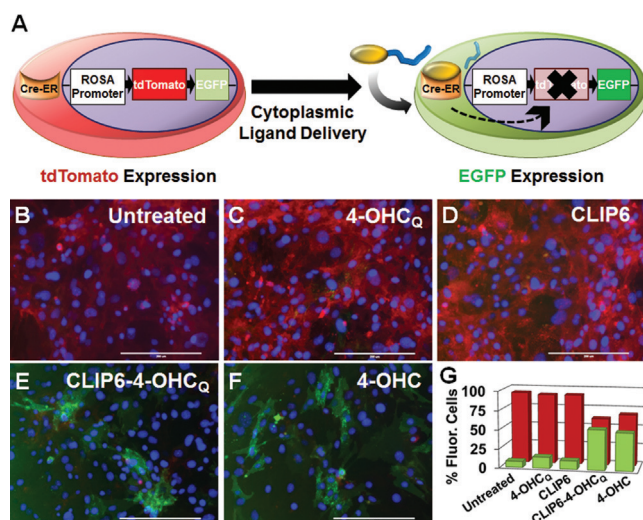 A
Cre-ER
ROSA Promoter
tdTomato
EGFP
Cytoplasmic
Ligand Delivery
Cre-ER
ROSA Promoter
td
to
EGFP
tdTomato Expression
EGFP Expression
B
Untreated
C
4-OHCQ
D
CLIP6
E
CLIP6-4-OHCQ
F
4-OHC
G
% Fluor. Cells
100
75
50
25
0
Untreated
4-OHCQ
CLIP6
CLIP6-4-OHCQ
4-OHC